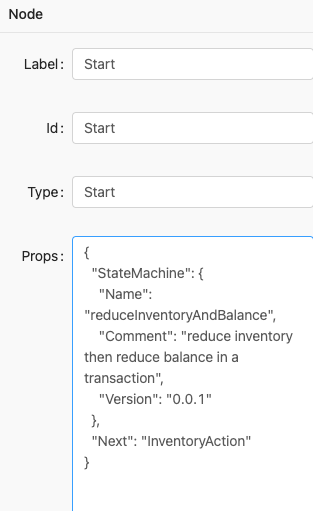 Node
Label: Start
Id: Start
Type: Start
Props: {
"StateMachine": {
"Name":
"reduceInventoryAndBalance",
"Comment": "reduce inventory
then reduce balance in a
transaction",
"Version": "0.0.1"
},
"Next": "InventoryAction"
}